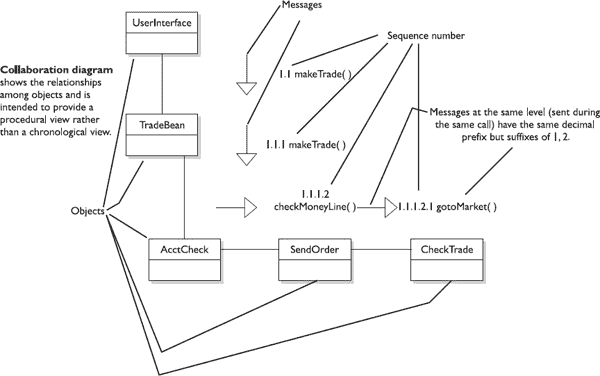 UserInterface
Messages
Sequence number
Collaboration diagram
shows the relationships
among objects and is
intended to provide a
procedural view rather
than a chronological view.
1.1 makeTrade( )
TradeBean
Messages at the same level (sent during
the same call) have the same decimal
prefix but suffixes of 1, 2.
1.1.1 makeTrade( )
1.1.1.2
checkMoneyLine( )
1.1.1.2.1 gotoMarket( )
Objects
AcctCheck
SendOrder
CheckTrade